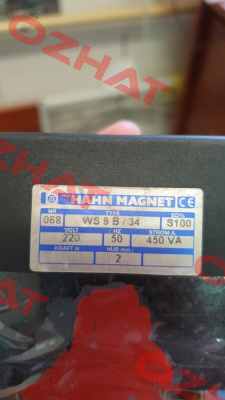 OZHAT
HAHN MAGNET CE
NR TYPE ED%
068 WS 9 B / 34 S100
VOLT HZ STROM A.
220 50 450 VA
KRAFT N HUB mm
2
OZHAT
OZHAT